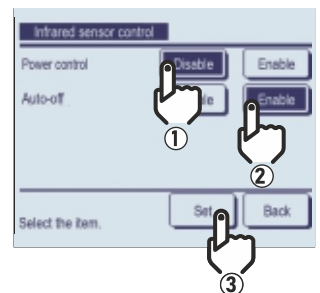 Infrared sensor control
Power control Disable Enable
Auto-off Enable
① ②
Set Back
Select the item.
③